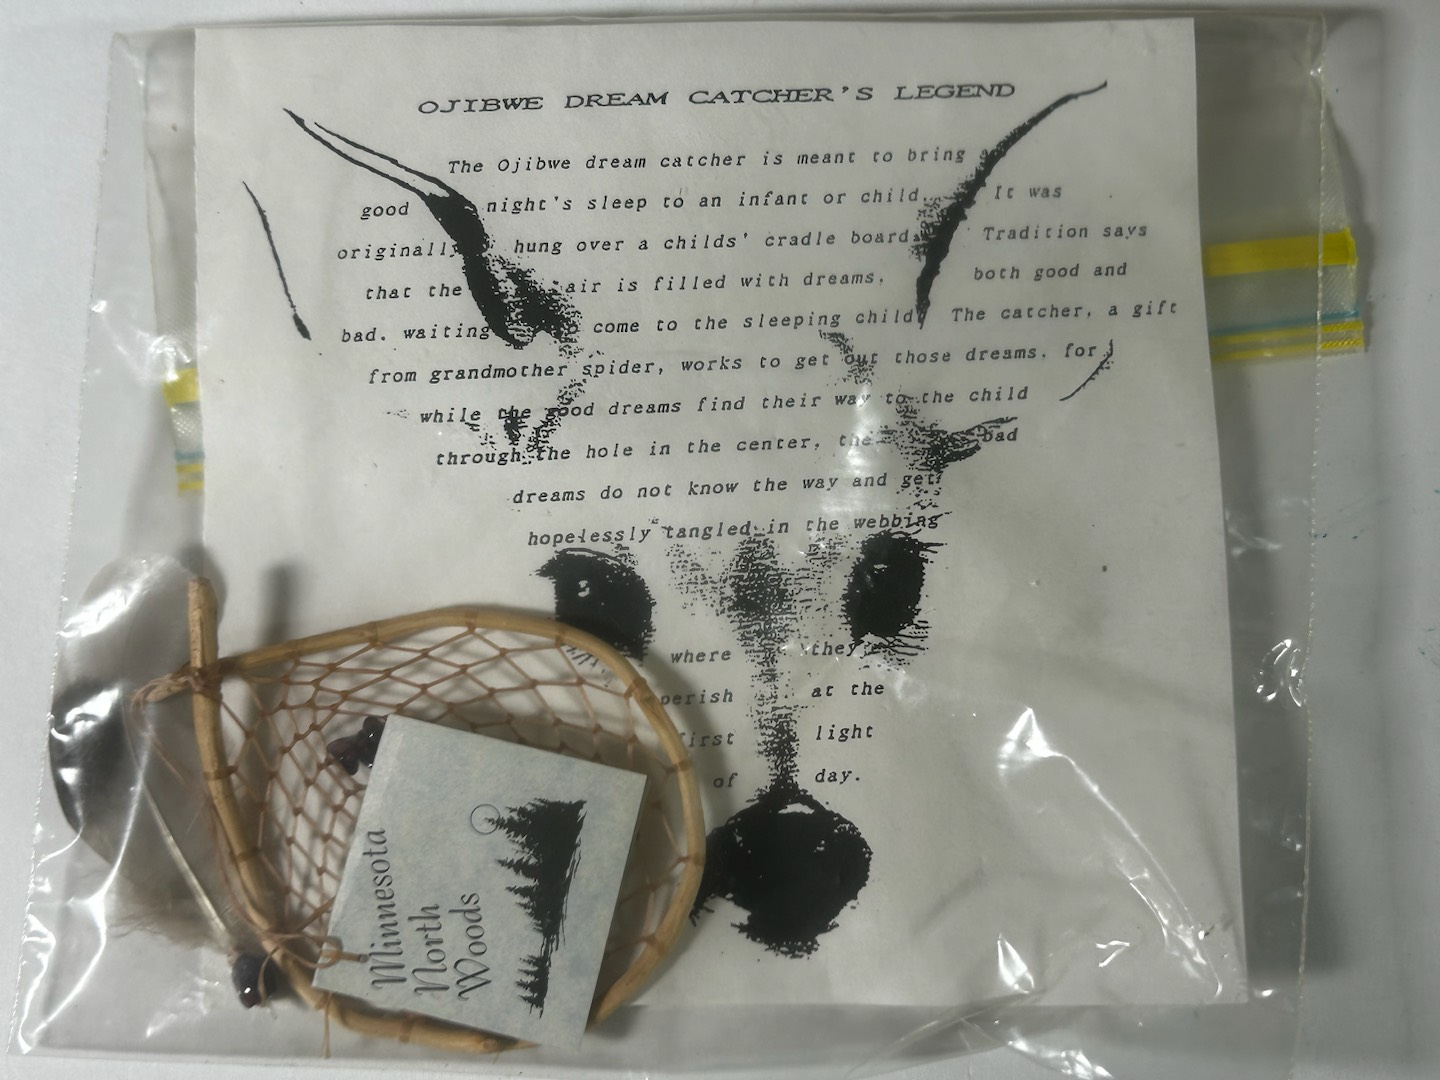 OJIBWE DREAM CATCHER'S LEGEND
The Ojibwe dream catcher is meant to bring
good night's sleep to an infant or child. It was
originally hung over a childs' cradle board. Tradition says
that the air is filled with dreams, both good and
bad. waiting come to the sleeping child. The catcher, a gift
from grandmother spider, works to get out those dreams. for
while the good dreams find their way to the child
through the hole in the center, the bad
dreams do not know the way and get
hopelessly tangled in the webbing
where they
perish at the
first light
of day.
Minnesota
North
Woods